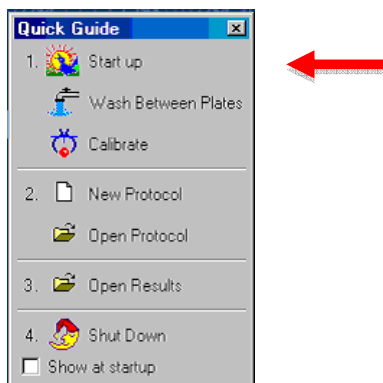 Quick Guide
1. Start up
Wash Between Plates
Calibrate
2. New Protocol
Open Protocol
3. Open Results
4. Shut Down
Show at startup